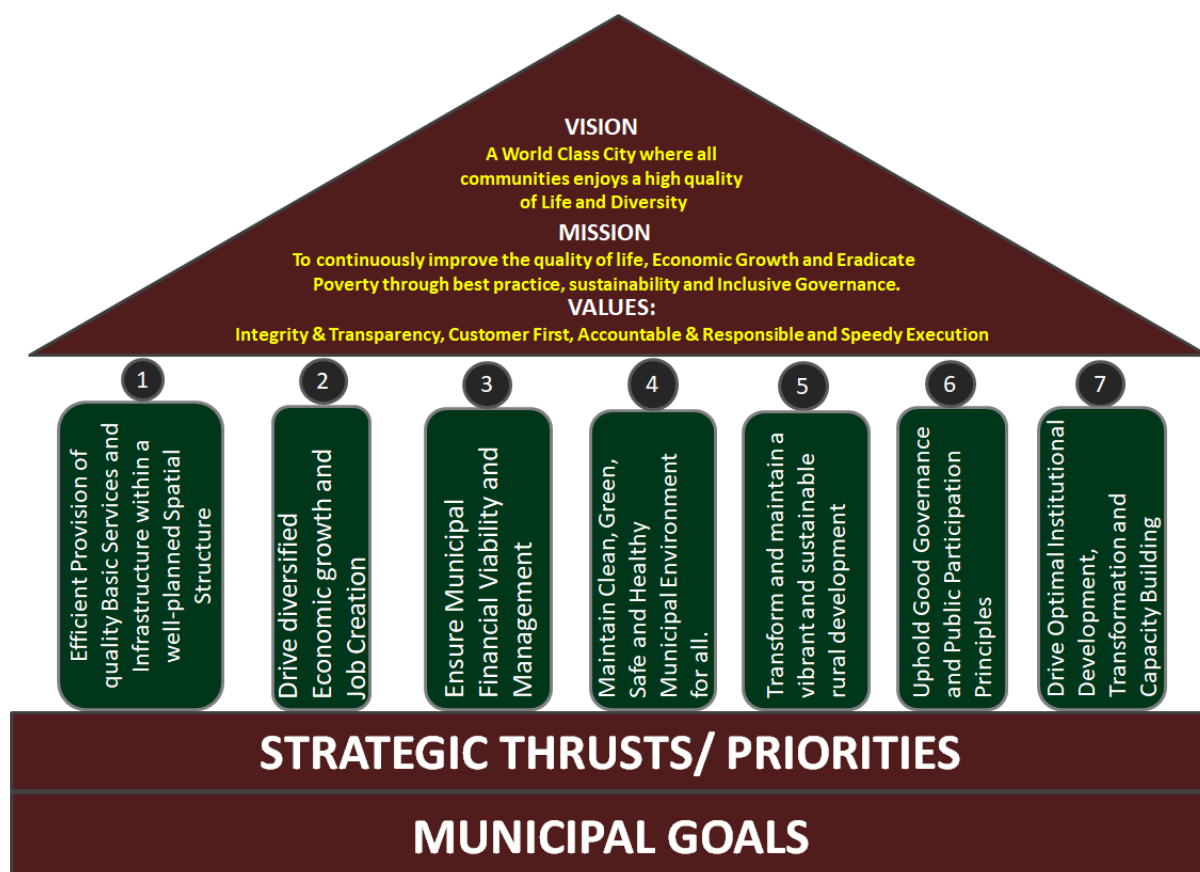 VISION
A World Class City where all
communities enjoys a high quality
of Life and Diversity
MISSION
To continuously improve the quality of life, Economic Growth and Eradicate
Poverty through best practice, sustainability and Inclusive Governance.
VALUES:
Integrity & Transparency, Customer First, Accountable & Responsible and Speedy Execution
1
Efficient Provision of
quality Basic Services and
Infrastructure within a
well-planned Spatial
Structure
2
Drive diversified
Economic growth and
Job Creation
3
Ensure Municipal
Financial Viability and
Management
4
Maintain Clean, Green,
Safe and Healthy
Municipal Environment
for all.
5
Transform and maintain a
vibrant and sustainable
rural development
6
Uphold Good Governance
and Public Participation
Principles
7
Drive Optimal Institutional
Development,
Transformation and
Capacity Building
STRATEGIC THRUSTS/ PRIORITIES
MUNICIPAL GOALS